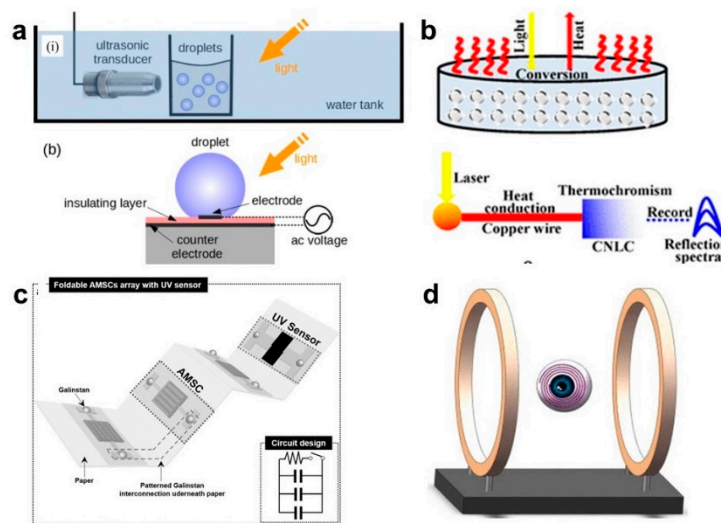 a
(i)
ultrasonic
transducer
droplets
light
water tank
(b)
droplet
light
electrode
insulating layer
counter
electrode
ac voltage
b
Light
Heat
Conversion
Laser
Heat
conduction
Copper wire
Thermochromism
CNLC
Record
Reflection
spectra
c
Foldable AMSCs array with UV sensor
UV Sensor
AMSC
Galinstan
Paper
Patterned Galinstan
interconnection uderneath paper
Circuit design
d